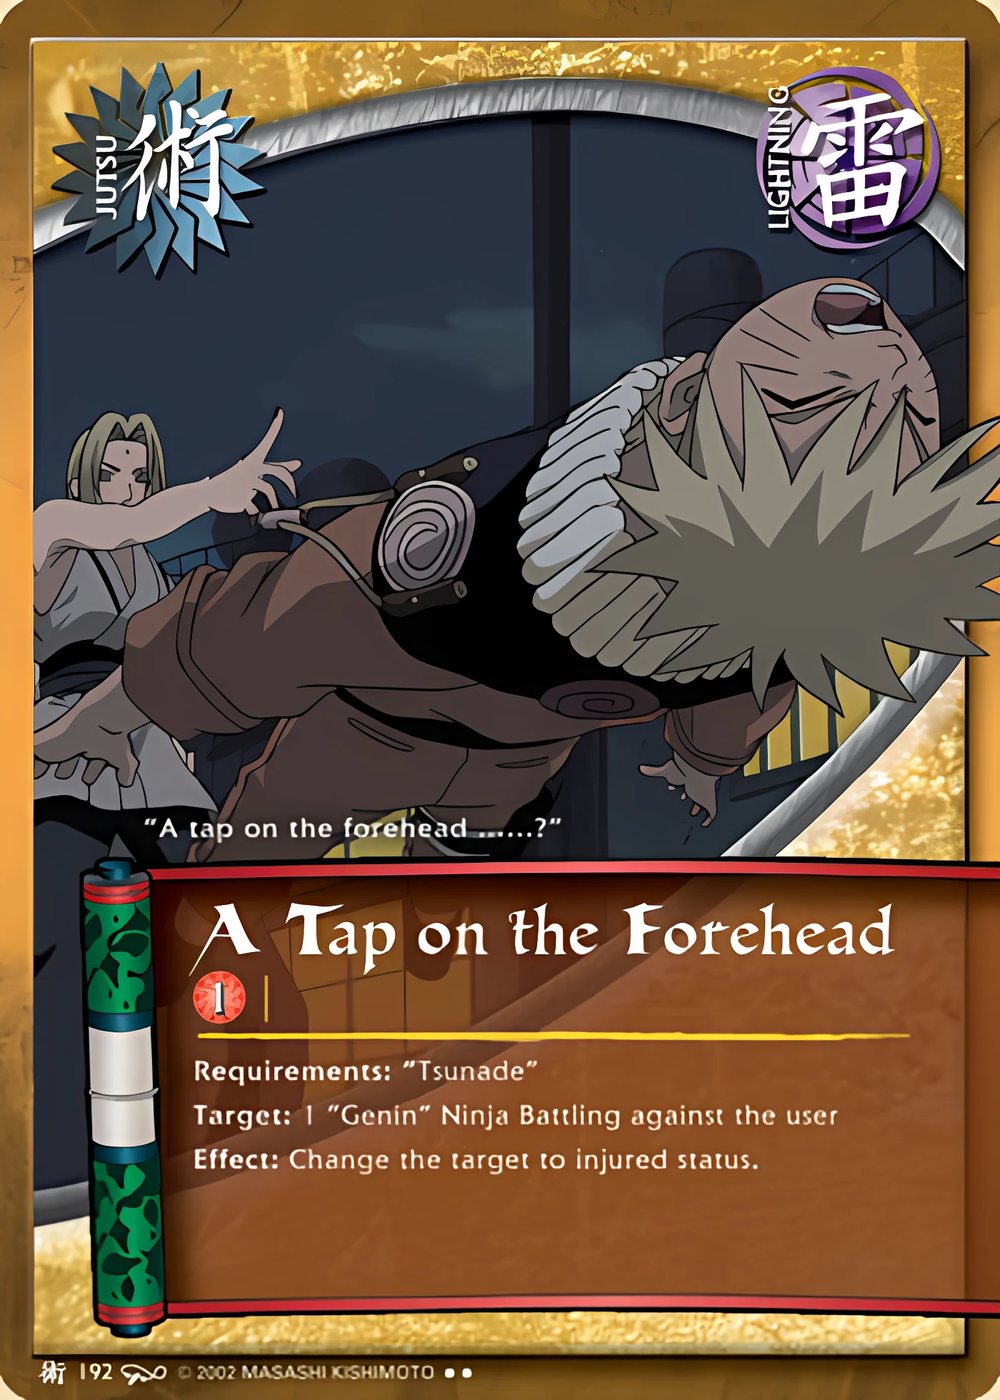 JUTSU
術
LIGHTNING
雷
"A tap on the forehead ......?"
A Tap on the Forehead
1
Requirements: "Tsunade"
Target: 1 "Genin" Ninja Battling against the user
Effect: Change the target to injured status.
術 192 © 2002 MASASHI KISHIMOTO